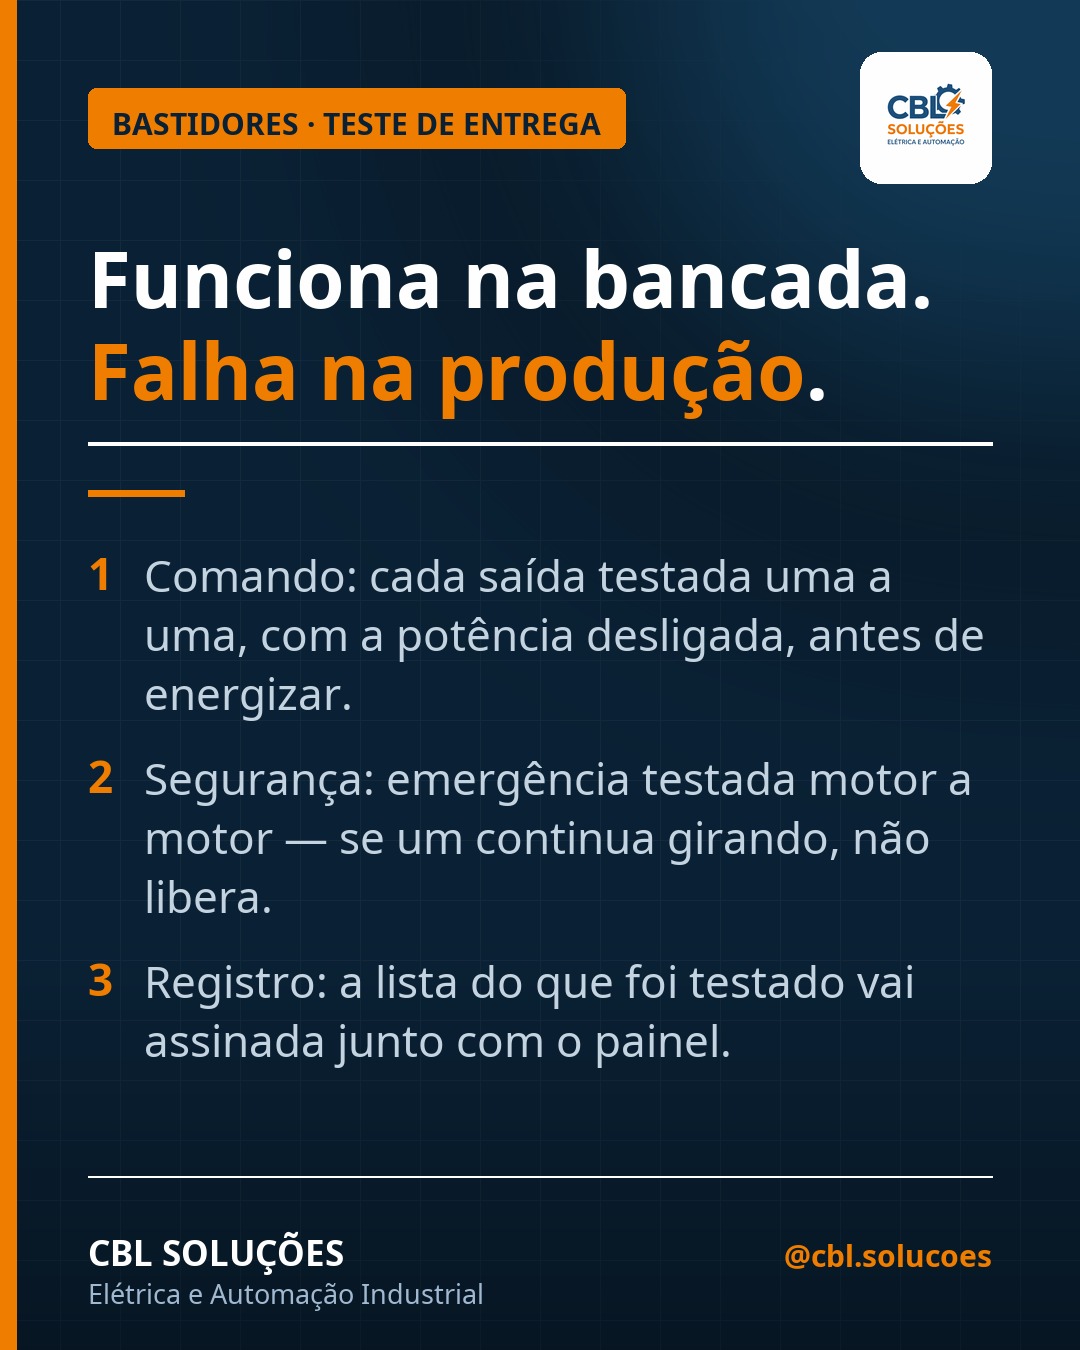 BASTIDORES · TESTE DE ENTREGA
CBL
SOLUÇÕES
ELÉTRICA E AUTOMAÇÃO
Funciona na bancada.
Falha na produção.
1 Comando: cada saída testada uma a
uma, com a potência desligada, antes de
energizar.
2 Segurança: emergência testada motor a
motor — se um continua girando, não
libera.
3 Registro: a lista do que foi testado vai
assinada junto com o painel.
CBL SOLUÇÕES
@cbl.solucoes
Elétrica e Automação Industrial